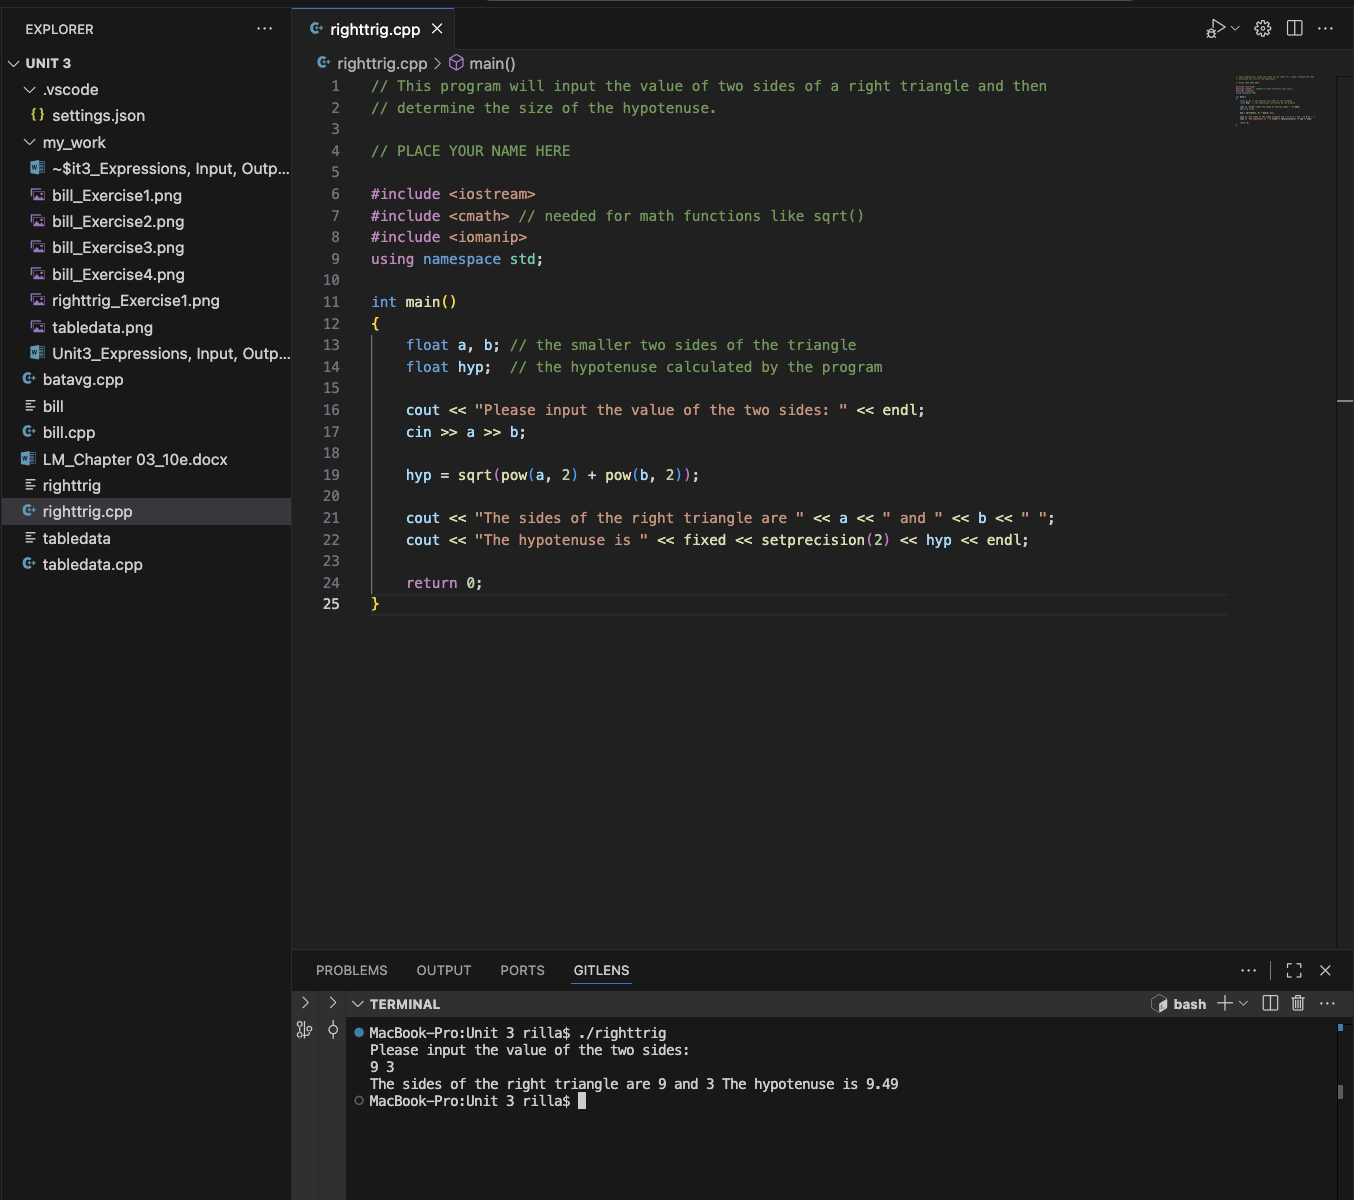 EXPLORER
UNIT 3
.vscode
settings.json
my_work
~$it3_Expressions, Input, Outp...
bill_Exercise1.png
bill_Exercise2.png
bill_Exercise3.png
bill_Exercise4.png
righttrig_Exercise1.png
tabledata.png
Unit3_Expressions, Input, Outp...
batavg.cpp
bill
bill.cpp
LM_Chapter 03_10e.docx
righttrig
righttrig.cpp
tabledata
tabledata.cpp
righttrig.cpp
righttrig.cpp > main()
1 // This program will input the value of two sides of a right triangle and then
2 // determine the size of the hypotenuse.
3
4 // PLACE YOUR NAME HERE
5
6 #include <iostream>
7 #include <cmath> // needed for math functions like sqrt()
8 #include <iomanip>
9 using namespace std;
10
11 int main()
12 {
13 float a, b; // the smaller two sides of the triangle
14 float hyp;  // the hypotenuse calculated by the program
15
16 cout << "Please input the value of the two sides: " << endl;
17 cin >> a >> b;
18
19 hyp = sqrt(pow(a, 2) + pow(b, 2));
20
21 cout << "The sides of the right triangle are " << a << " and " << b << " ";
22 cout << "The hypotenuse is " << fixed << setprecision(2) << hyp << endl;
23
24 return 0;
25 }
PROBLEMS OUTPUT PORTS GITLENS
TERMINAL
bash
MacBook-Pro:Unit 3 rilla$ ./righttrig
Please input the value of the two sides:
9 3
The sides of the right triangle are 9 and 3 The hypotenuse is 9.49
MacBook-Pro:Unit 3 rilla$